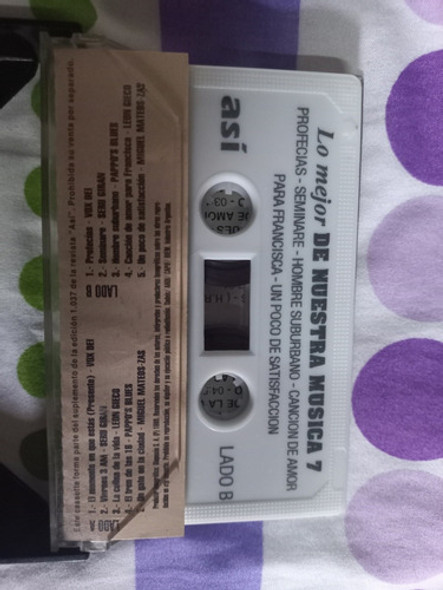 Este cassette forma parte del suplemento de la edición 1.037 de la revista "Así". Prohibida su venta por separado.
LADO A
1.- El momento en que estás (Presente) - VOX DEI
2.- Viernes 3 AM - SERU GIRAN
3.- La colina de la vida - LEON GIECO
4.- El tren de las 16 - PAPPO'S BLUES
5.- Un gato en la ciudad - MIGUEL MATEOS-ZAS
LADO B
1.- Profecías - VOX DEI
2.- Seminare - SERU GIRAN
3.- Hombre suburbano - PAPPO'S BLUES
4.- Canción de amor para Francisca - LEON GIECO
5.- Un poco de satisfacción - MIGUEL MATEOS-ZAS
así
Lo mejor DE NUESTRA MUSICA 7
PROFECIAS - SEMINARE - HOMBRE SUBURBANO - CANCION DE AMOR
PARA FRANCISCA - UN POCO DE SATISFACCION
LADO B